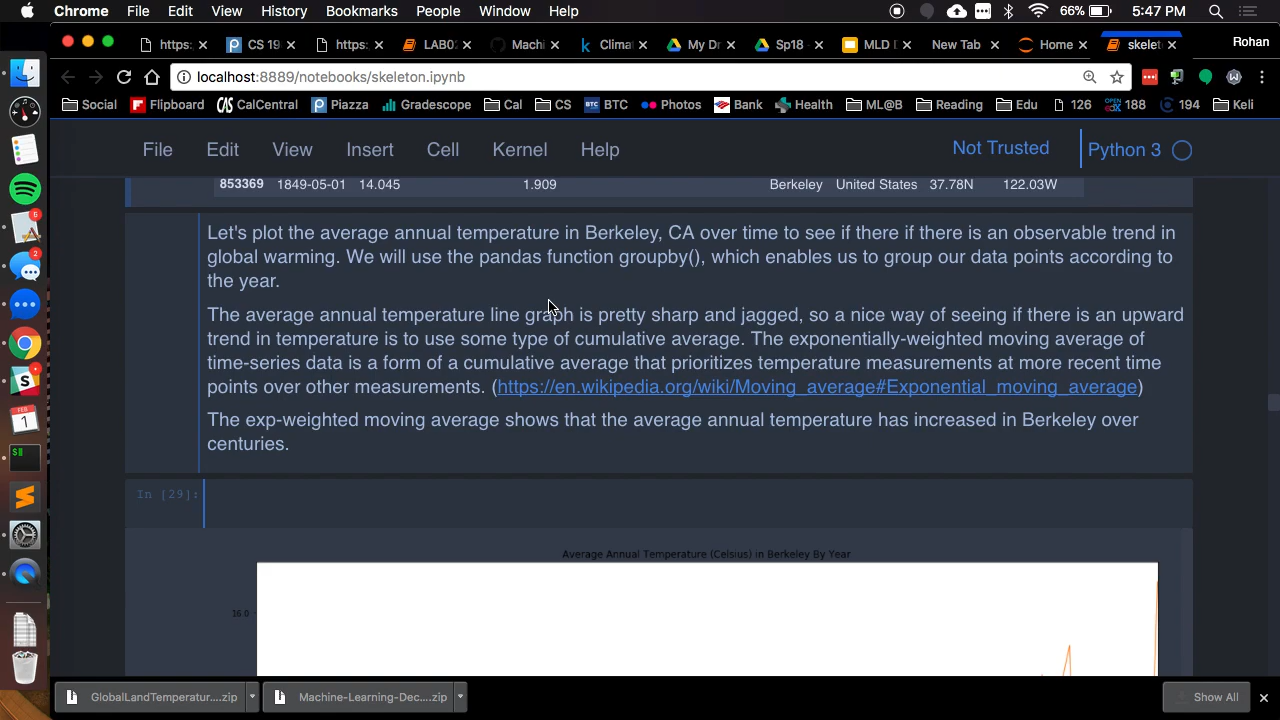 Chrome File Edit View History Bookmarks People Window Help 66% 5:47 PM
https: CS 19 https: LAB0 Machi Climat My Dr Sp18 - MLD D New Tab Home skelet Rohan
localhost:8889/notebooks/skeleton.ipynb
Social Flipboard CalCentral Piazza Gradescope Cal CS BTC Photos Bank Health ML@B Reading Edu 126 188 194 Keli
File Edit View Insert Cell Kernel Help Not Trusted Python 3
853369 1849-05-01 14.045 1.909 Berkeley United States 37.78N 122.03W
Let's plot the average annual temperature in Berkeley, CA over time to see if there if there is an observable trend in
global warming. We will use the pandas function groupby(), which enables us to group our data points according to
the year.
The average annual temperature line graph is pretty sharp and jagged, so a nice way of seeing if there is an upward
trend in temperature is to use some type of cumulative average. The exponentially-weighted moving average of
time-series data is a form of a cumulative average that prioritizes temperature measurements at more recent time
points over other measurements. (https://en.wikipedia.org/wiki/Moving_average#Exponential_moving_average)
The exp-weighted moving average shows that the average annual temperature has increased in Berkeley over
centuries.
In [29]:
Average Annual Temperature (Celsius) in Berkeley By Year
16.0
GlobalLandTemperatur....zip Machine-Learning-Dec....zip Show All